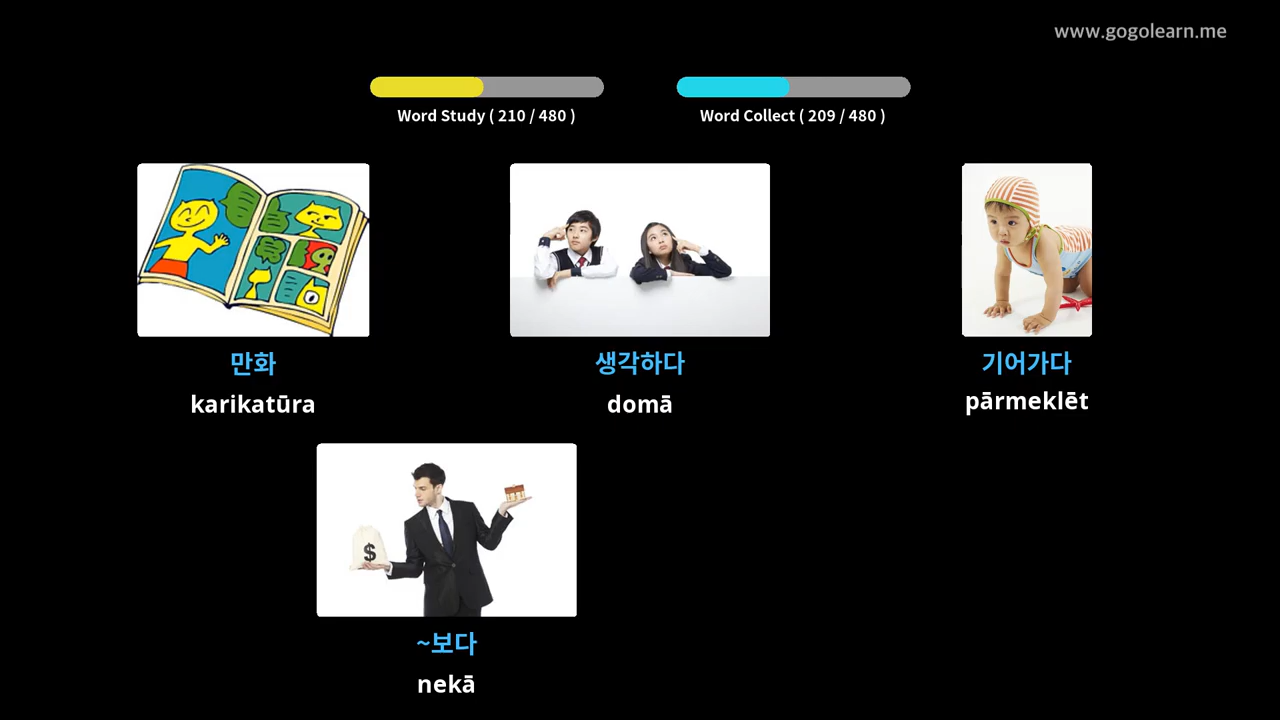 www.gogolearn.me
Word Study ( 210 / 480 )
Word Collect ( 209 / 480 )
만화
생각하다
기어가다
karikatūra
domā
pārmeklēt
$
~보다
nekā